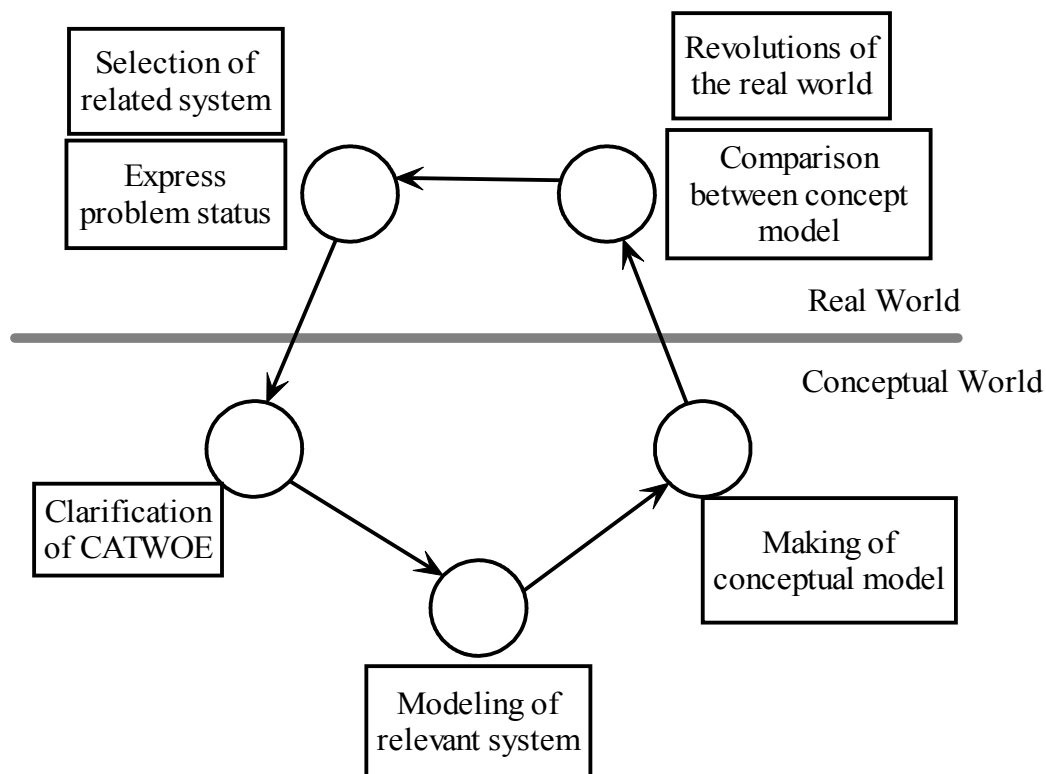 Selection of
related system
Express
problem status
Revolutions of
the real world
Comparison
between concept
model
Real World
Conceptual World
Clarification
of CATWOE
Making of
conceptual model
Modeling of
relevant system